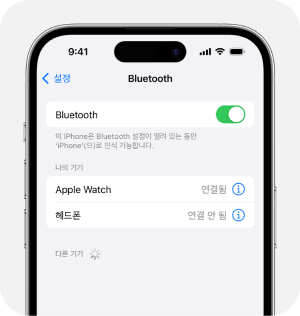 9:41
설정
Bluetooth
Bluetooth
이 iPhone은 Bluetooth 설정이 열려 있는 동안
'iPhone'(으)로 인식 가능합니다.
나의 기기
Apple Watch 연결됨
헤드폰 연결 안 됨
다른 기기